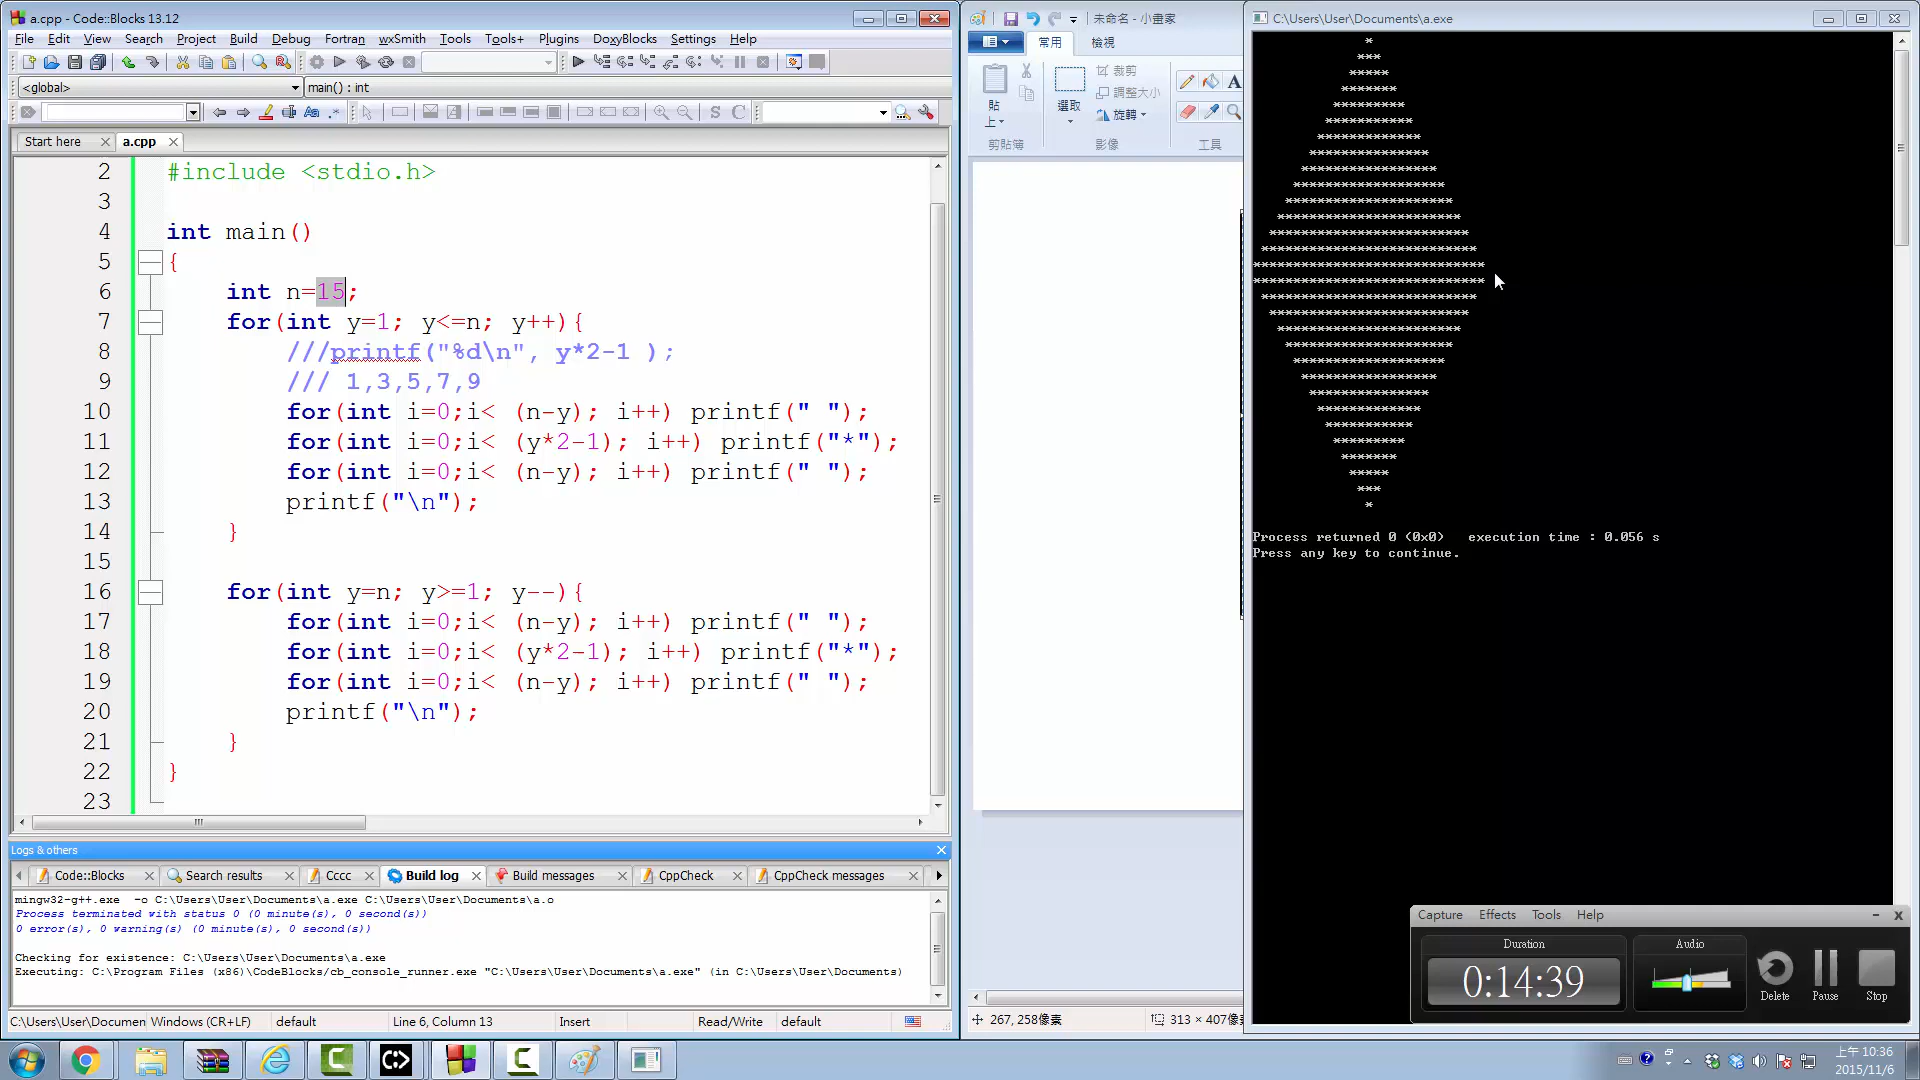 a.cpp - Code::Blocks 13.12
File Edit View Search Project Build Debug Fortran wxSmith Tools Tools+ Plugins DoxyBlocks Settings Help
<global> main() : int
Start here a.cpp
2 #include <stdio.h>
3
4 int main()
5 {
6 int n=15;
7 for(int y=1; y<=n; y++){
8 ///printf("%d\n", y*2-1 );
9 /// 1,3,5,7,9
10 for(int i=0;i< (n-y); i++) printf(" ");
11 for(int i=0;i< (y*2-1); i++) printf("*");
12 for(int i=0;i< (n-y); i++) printf(" ");
13 printf("\n");
14 }
15
16 for(int y=n; y>=1; y--){
17 for(int i=0;i< (n-y); i++) printf(" ");
18 for(int i=0;i< (y*2-1); i++) printf("*");
19 for(int i=0;i< (n-y); i++) printf(" ");
20 printf("\n");
21 }
22 }
23
Logs & others
Code::Blocks Search results Cccc Build log Build messages CppCheck CppCheck messages
mingw32-g++.exe -o C:\Users\User\Documents\a.exe C:\Users\User\Documents\a.o
Process terminated with status 0 (0 minute(s), 0 second(s))
0 error(s), 0 warning(s) (0 minute(s), 0 second(s))
Checking for existence: C:\Users\User\Documents\a.exe
Executing: C:\Program Files (x86)\CodeBlocks/cb_console_runner.exe "C:\Users\User\Documents\a.exe" (in C:\Users\User\Documents)
C:\Users\User\Documen Windows (CR+LF) default Line 6, Column 13 Insert Read/Write default
未命名 - 小畫家
常用 檢視
貼上
選取
裁剪
調整大小
旋轉
剪貼簿 影像 工具
267, 258像素 313 × 407像素
C:\Users\User\Documents\a.exe
*
***
*****
*******
*********
***********
*************
***************
*****************
*******************
*********************
***********************
*************************
***************************
*****************************
*****************************
***************************
*************************
***********************
*********************
*******************
*****************
***************
*************
***********
*********
*******
*****
***
*
Process returned 0 (0x0) execution time : 0.056 s
Press any key to continue.
Capture Effects Tools Help
Duration
0:14:39
Audio
Delete Pause Stop
上午 10:36
2015/11/6